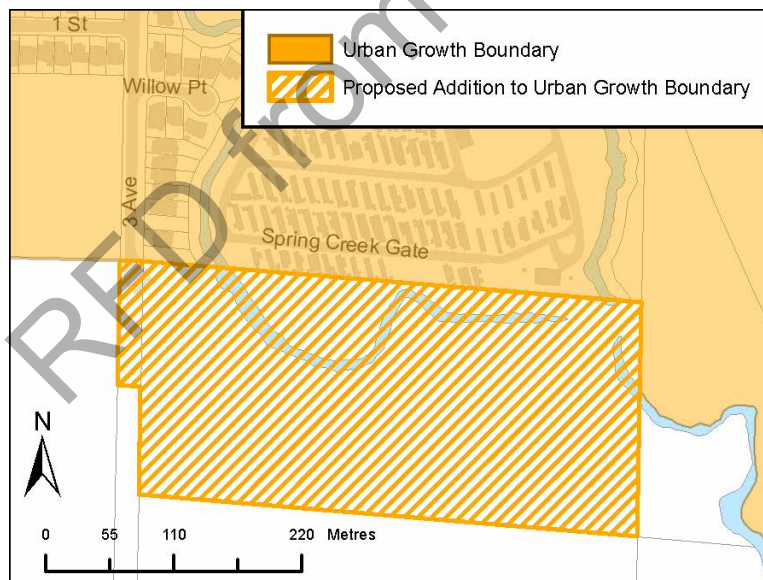 1 St
Urban Growth Boundary
Willow Pt
Proposed Addition to Urban Growth Boundary
3 Ave
Spring Creek Gate
RFD from
N
0 55 110 220 Metres